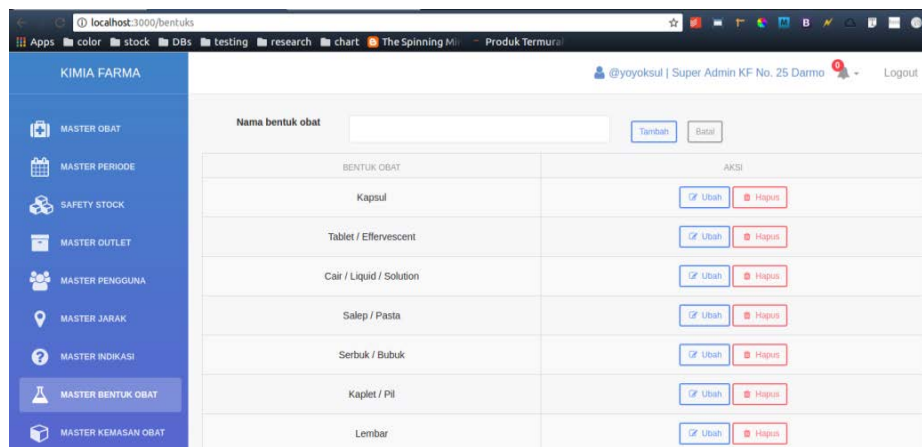 localhost:3000/bentuks
Apps color stock DBs testing research chart The Spinning Produk Termural
KIMIA FARMA
@yoyoksul | Super Admin KF No. 25 Darmo 0 Logout
MASTER OBAT
MASTER PERIODE
SAFETY STOCK
MASTER OUTLET
MASTER PENGGUNA
MASTER JARAK
MASTER INDIKASI
MASTER BENTUK OBAT
MASTER KEMASAN OBAT
Nama bentuk obat Tambah Batal
BENTUK OBAT AKSI
Kapsul Ubah Hapus
Tablet / Effervescent Ubah Hapus
Cair / Liquid / Solution Ubah Hapus
Salep / Pasta Ubah Hapus
Serbuk / Bubuk Ubah Hapus
Kaplet / Pil Ubah Hapus
Lembar Ubah Hapus